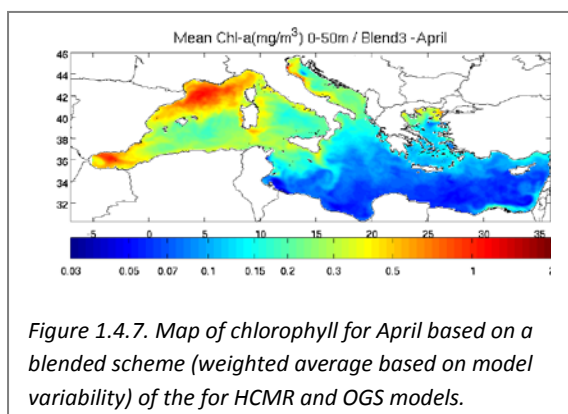 Mean Chl-a(mg/m³) 0-50m / Blend3 -April
46
44
42
40
38
36
34
32
-5 0 5 10 15 20 25 30 35
0.03 0.05 0.07 0.1 0.15 0.2 0.3 0.5 1 2
Figure 1.4.7. Map of chlorophyll for April based on a
blended scheme (weighted average based on model
variability) of the for HCMR and OGS models.